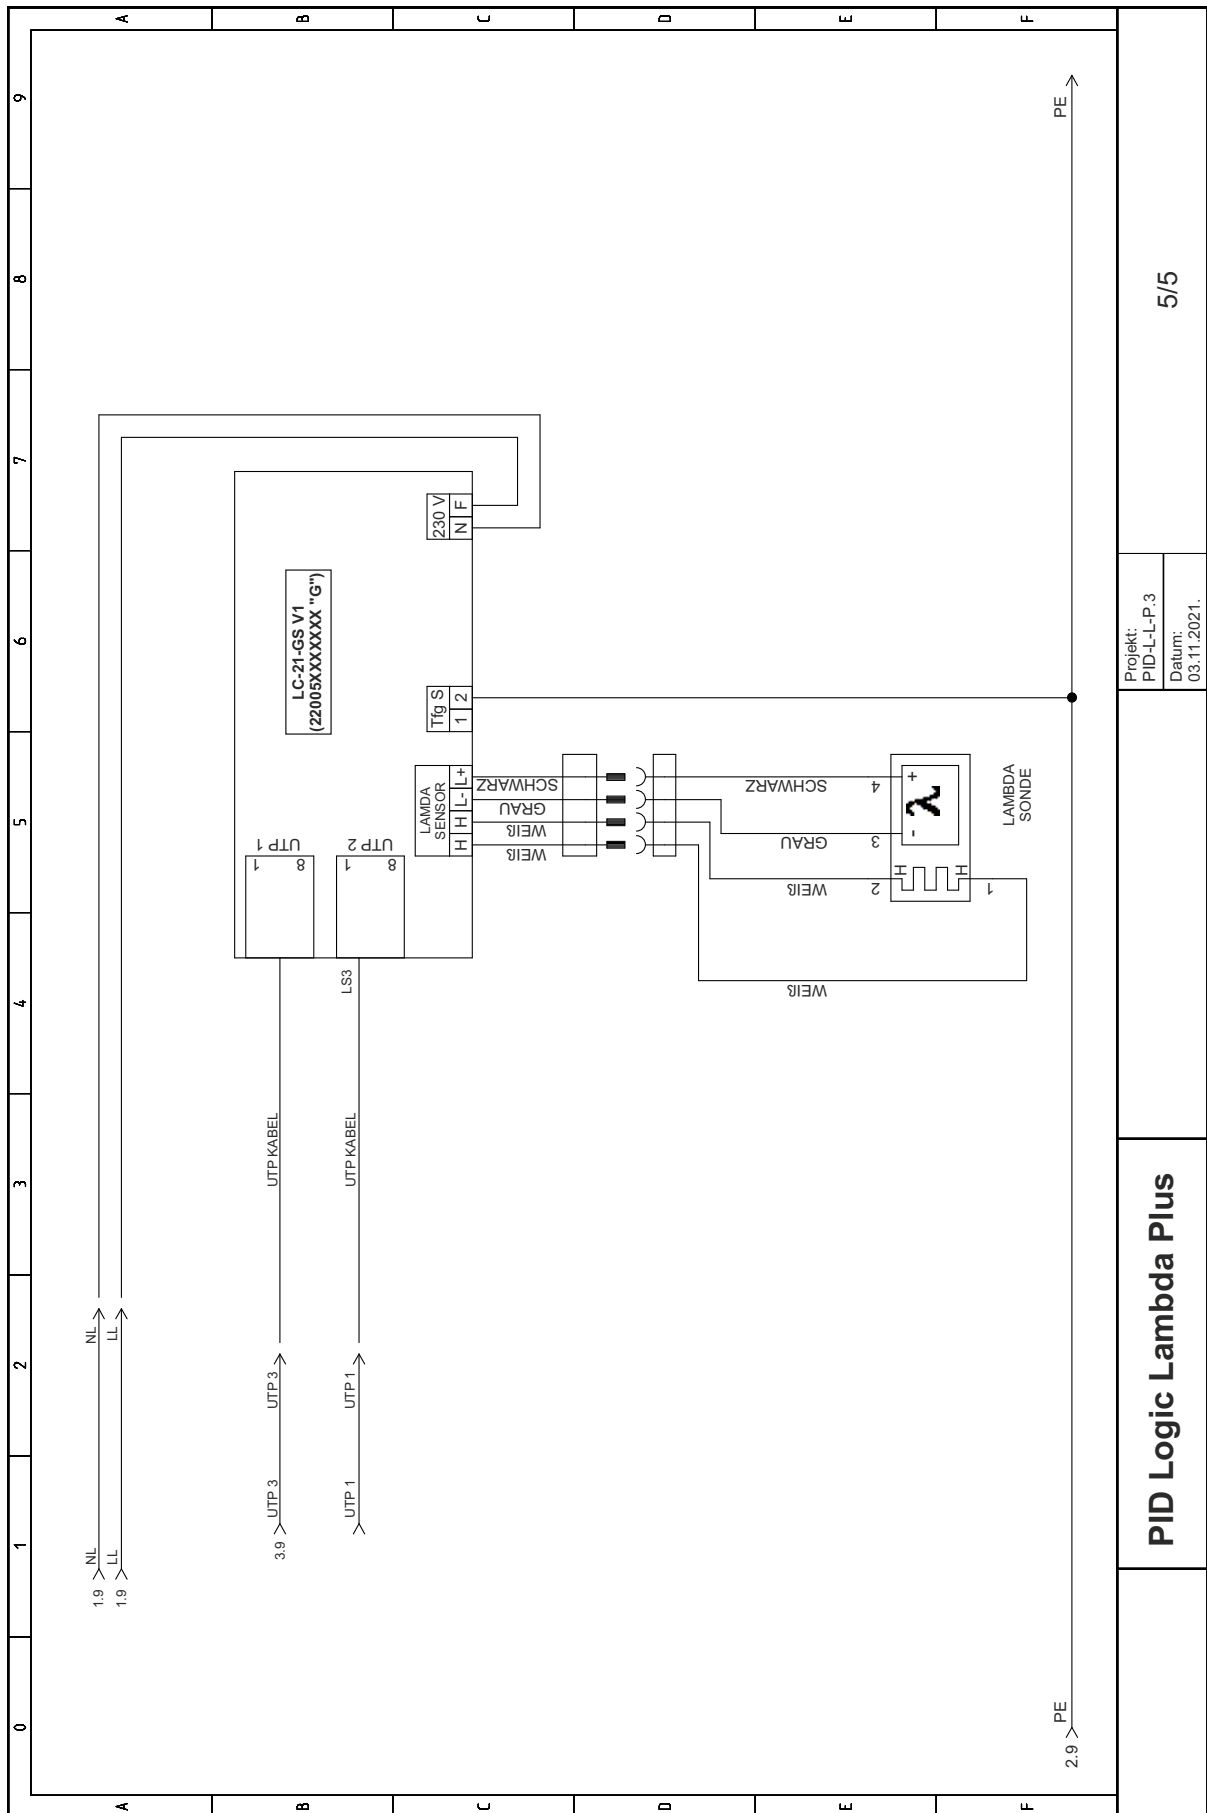 0 1 2 3 4 5 6 7 8 9
A
A
B
B
C
C
D
D
E
E
F
F
1.9 NL NL
1.9 LL LL
3.9 UTP 3 UTP 3 UTP KABEL
UTP 1 UTP 1 UTP KABEL LS3
1 8 UTP 1
1 8 UTP 2
LC-21-GS V1
(22005XXXXXXX "G")
LAMDA
SENSOR
H H L- L+
Tfg S
1 2
230 V
N F
WEIß
WEIß
GRAU
SCHWARZ
WEIß
WEIß
GRAU
SCHWARZ
1 2 3 4
H H
- +
λ
LAMBDA
SONDE
2.9 PE PE
PID Logic Lambda Plus
Projekt:
PID-L-L-P.3
Datum:
03.11.2021.
5/5